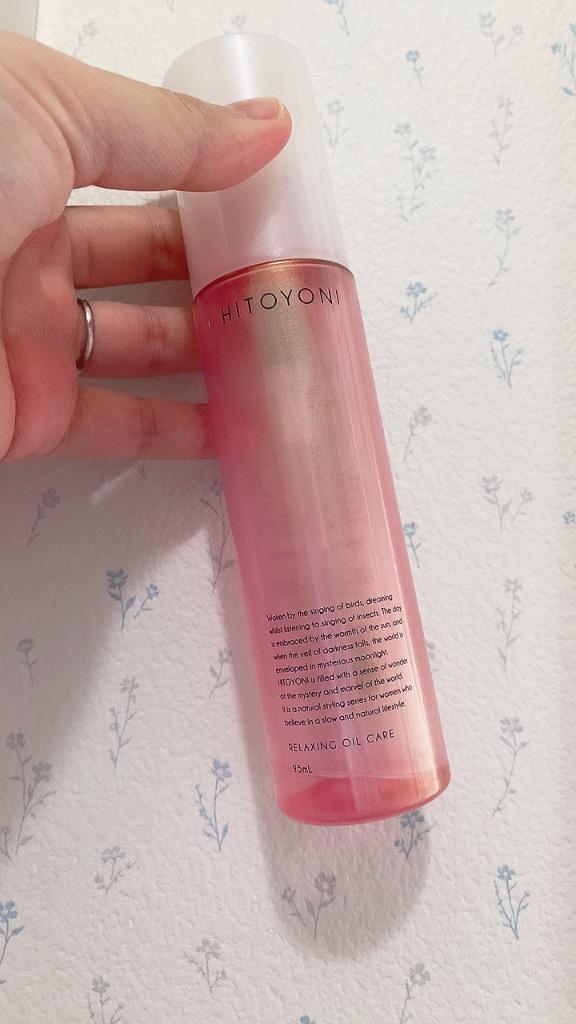 HITOYONI
Woken by the singing of birds, dreaming
whilst listening to singing of insects. The day
is embraced by the warmth of the sun, and
when the veil of darkness falls, the world is
enveloped in mysterious moonlight.
HITOYONI is filled with a sense of wonder
at the mystery and marvel of the world.
It is a natural styling series for women who
believe in a slow and natural lifestyle.
RELAXING OIL CARE
95mL